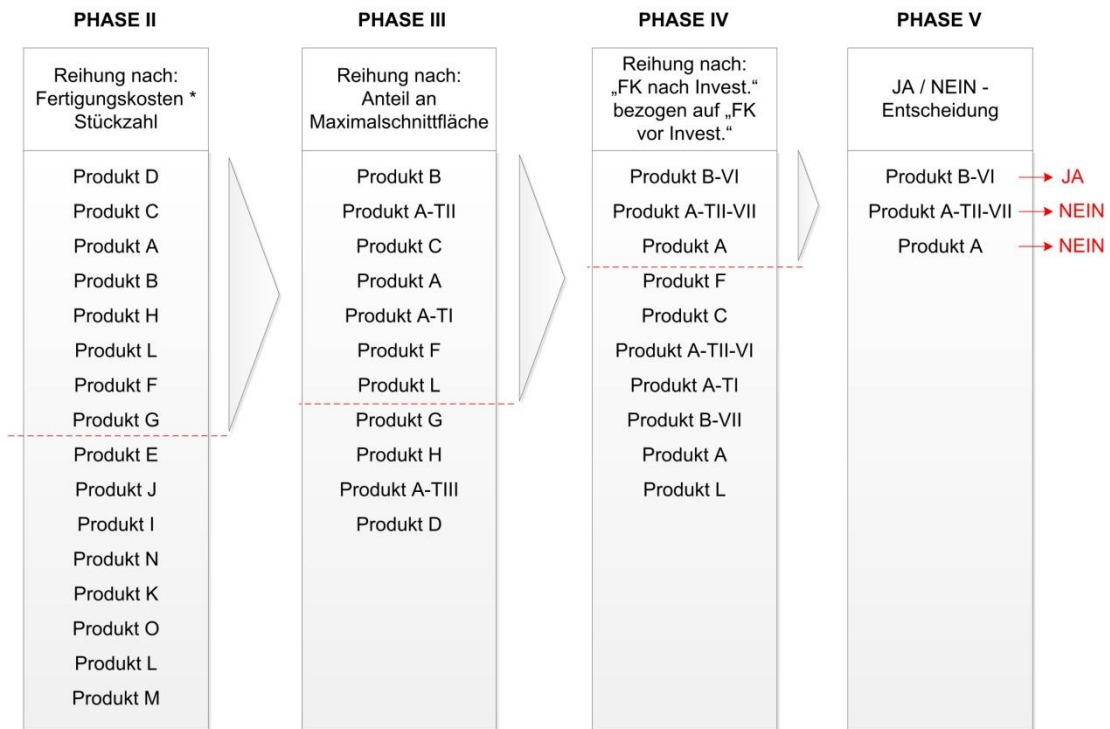 PHASE II
Reihung nach:
Fertigungskosten *
Stückzahl
Produkt D
Produkt C
Produkt A
Produkt B
Produkt H
Produkt L
Produkt F
Produkt G
Produkt E
Produkt J
Produkt I
Produkt N
Produkt K
Produkt O
Produkt L
Produkt M
PHASE III
Reihung nach:
Anteil an
Maximalschnittfläche
Produkt B
Produkt A-TII
Produkt C
Produkt A
Produkt A-TI
Produkt F
Produkt L
Produkt G
Produkt H
Produkt A-TIII
Produkt D
PHASE IV
Reihung nach:
„FK nach Invest.“
bezogen auf „FK
vor Invest.“
Produkt B-VI
Produkt A-TII-VII
Produkt A
Produkt F
Produkt C
Produkt A-TII-VI
Produkt A-TI
Produkt B-VII
Produkt A
Produkt L
PHASE V
JA / NEIN -
Entscheidung
Produkt B-VI JA
Produkt A-TII-VII NEIN
Produkt A NEIN